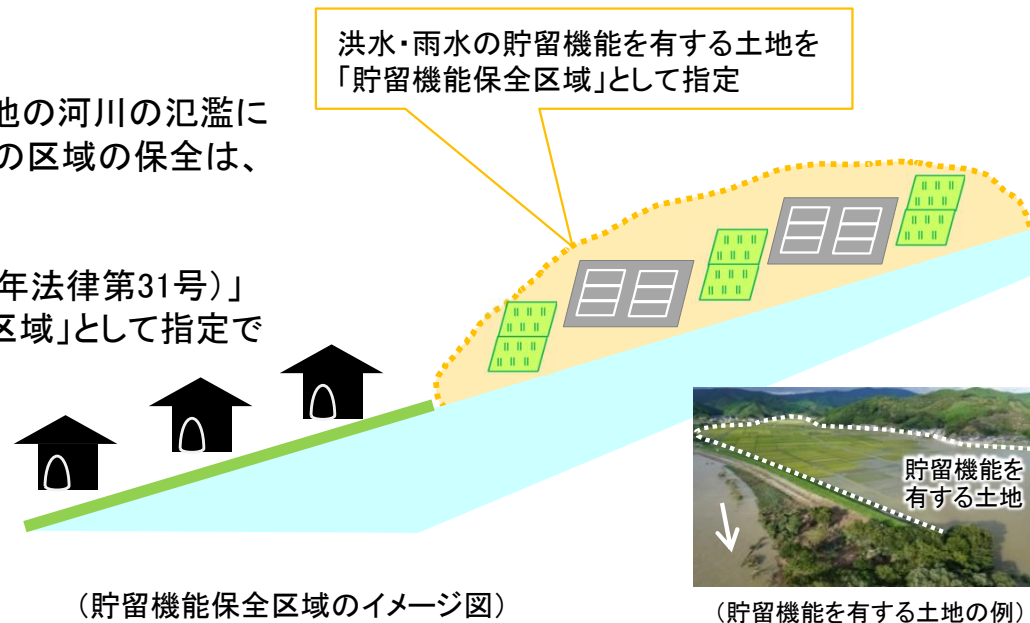 洪水・雨水の貯留機能を有する土地を
「貯留機能保全区域」として指定
他の河川の氾濫に
の区域の保全は、
年法律第31号）」
区域」として指定で
貯留機能を
有する土地
（貯留機能保全区域のイメージ図）
（貯留機能を有する土地の例）